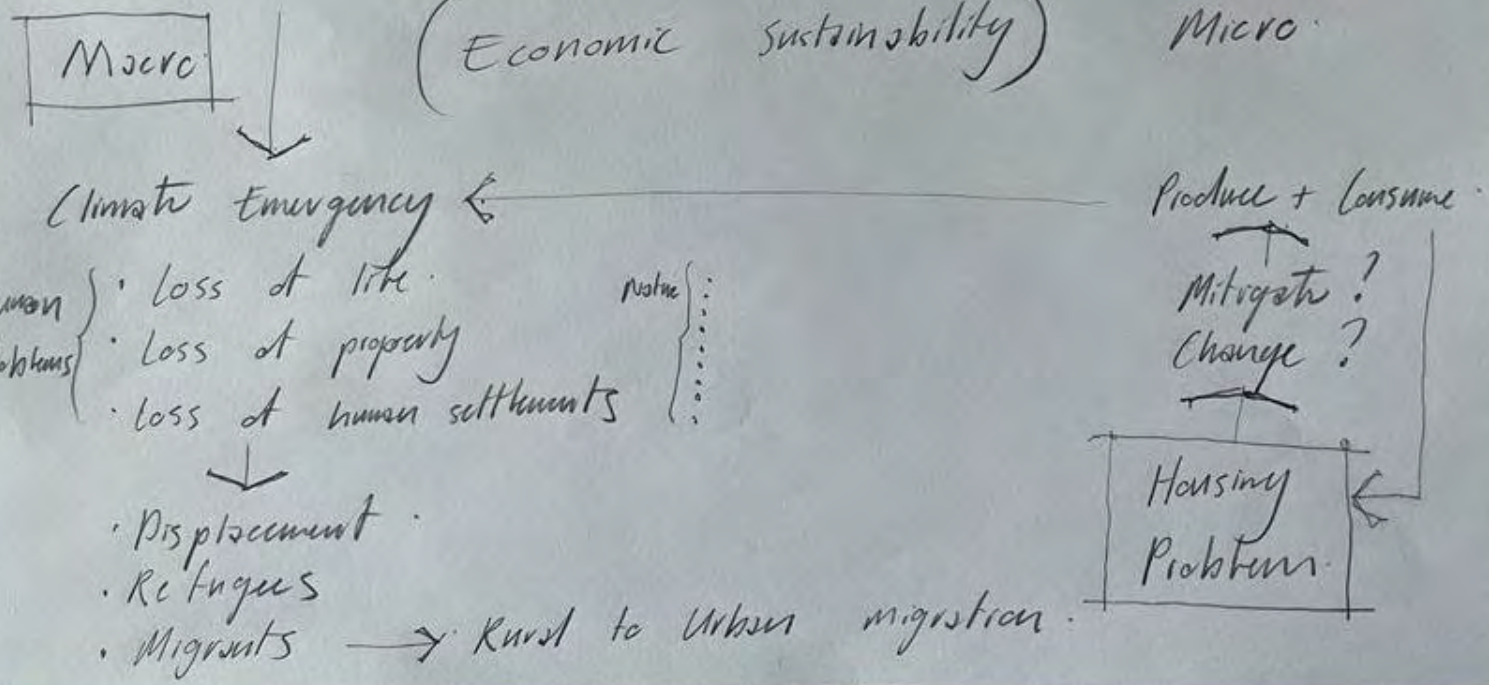 Macro
(Economic Sustainability)
Micro.
Climate Emergency
Produce + Consume.
· Loss of life.
· Loss of property
· Loss of human settlements
Mitigate ?
Change ?
Housing
Problem.
· Displacement.
· Refugees
· Migrants → Rural to Urban migration.